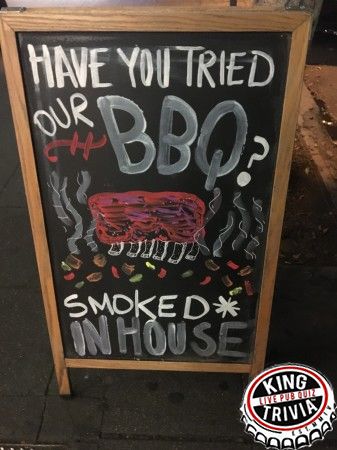 HAVE YOU TRIED
OUR BBQ?
SMOKED*
IN HOUSE
KING
LIVE PUB QUIZ
TRIVIA